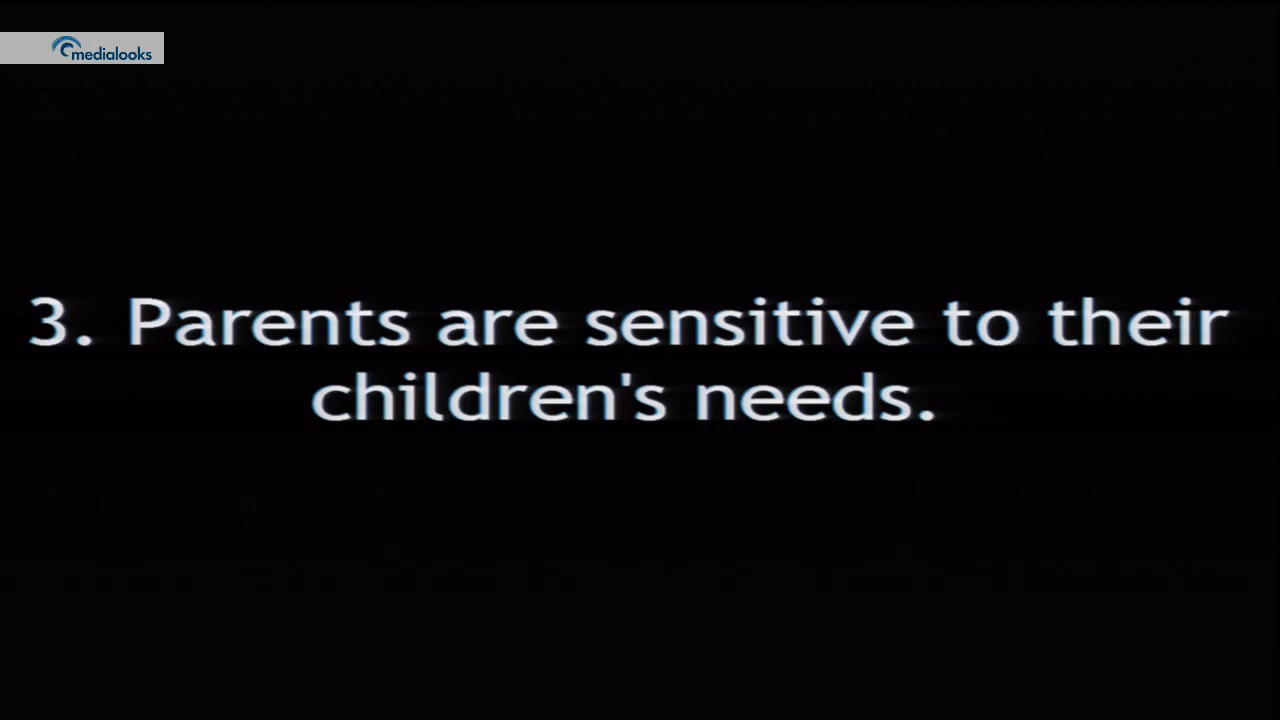 medialooks
3. Parents are sensitive to their
children's needs.